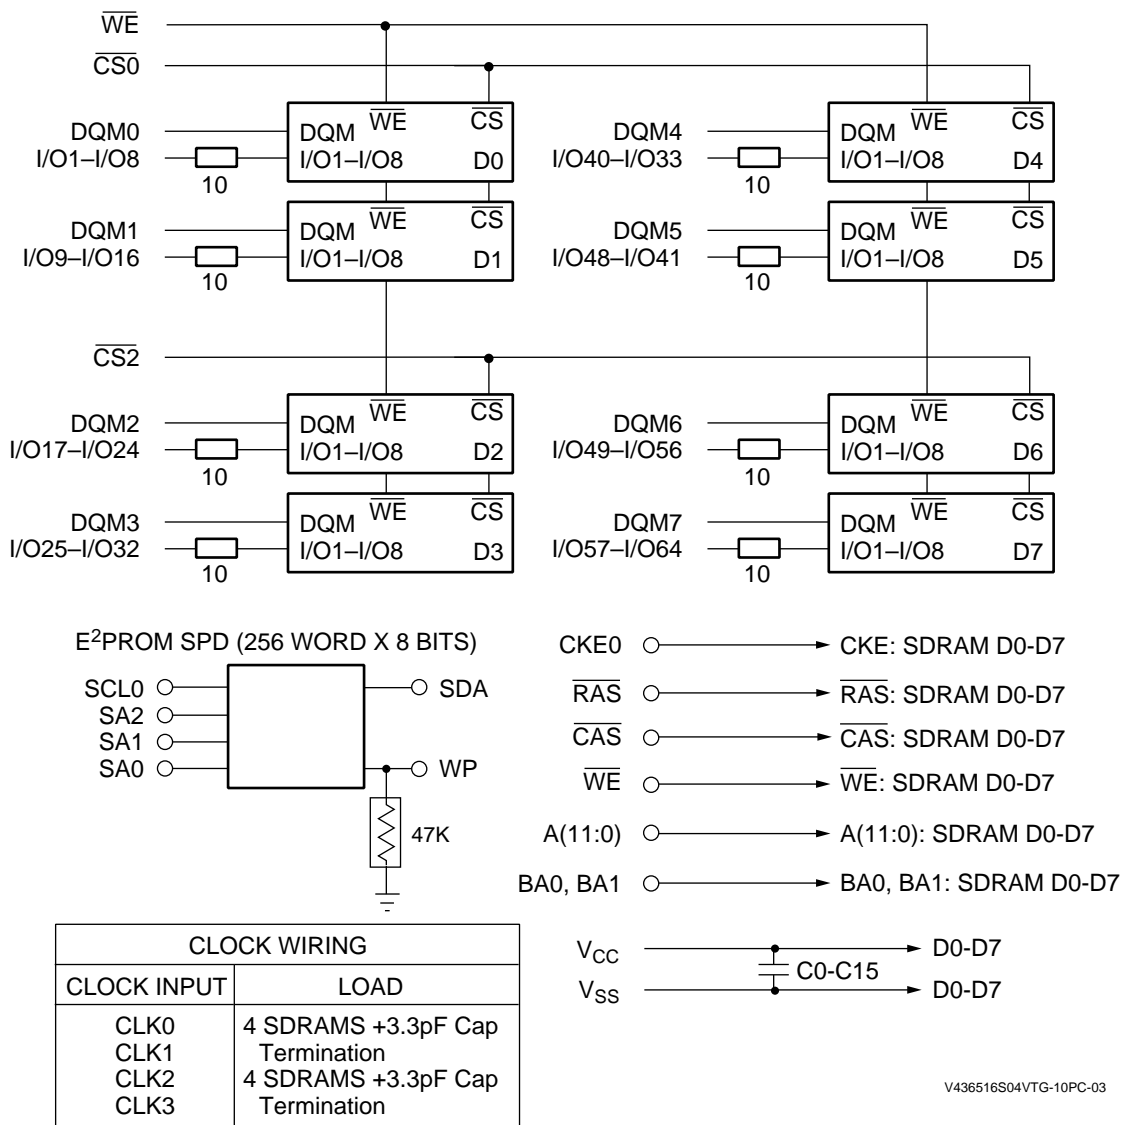 WE
CS0
DQM0
I/O1–I/O8
10
DQM WE CS
I/O1–I/O8 D0
DQM4
I/O40–I/O33
10
DQM WE CS
I/O1–I/O8 D4
DQM1
I/O9–I/O16
10
DQM WE CS
I/O1–I/O8 D1
DQM5
I/O48–I/O41
10
DQM WE CS
I/O1–I/O8 D5
CS2
DQM2
I/O17–I/O24
10
DQM WE CS
I/O1–I/O8 D2
DQM6
I/O49–I/O56
10
DQM WE CS
I/O1–I/O8 D6
DQM3
I/O25–I/O32
10
DQM WE CS
I/O1–I/O8 D3
DQM7
I/O57–I/O64
10
DQM WE CS
I/O1–I/O8 D7
E²PROM SPD (256 WORD X 8 BITS)
SCL0
SA2
SA1
SA0
SDA
WP
47K
CKE0 CKE: SDRAM D0-D7
RAS RAS: SDRAM D0-D7
CAS CAS: SDRAM D0-D7
WE WE: SDRAM D0-D7
A(11:0) A(11:0): SDRAM D0-D7
BA0, BA1 BA0, BA1: SDRAM D0-D7
VCC D0-D7
C0-C15
VSS D0-D7
CLOCK WIRING
CLOCK INPUT LOAD
CLK0 4 SDRAMS +3.3pF Cap
CLK1 Termination
CLK2 4 SDRAMS +3.3pF Cap
CLK3 Termination
V436516S04VTG-10PC-03